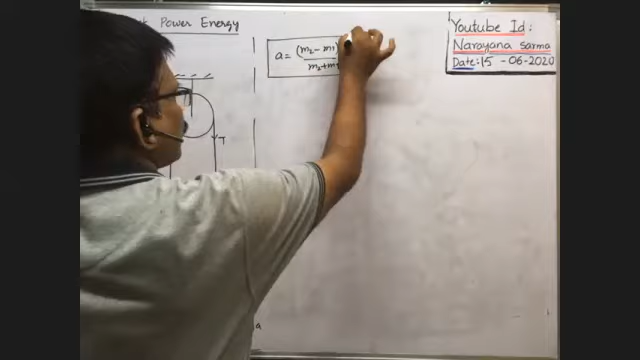 Power Energy
a = (m₂ - m₁)
m₂ + m₁
T
a
Youtube Id:
Narayana Sarma
Date: 15 - 06 - 2020